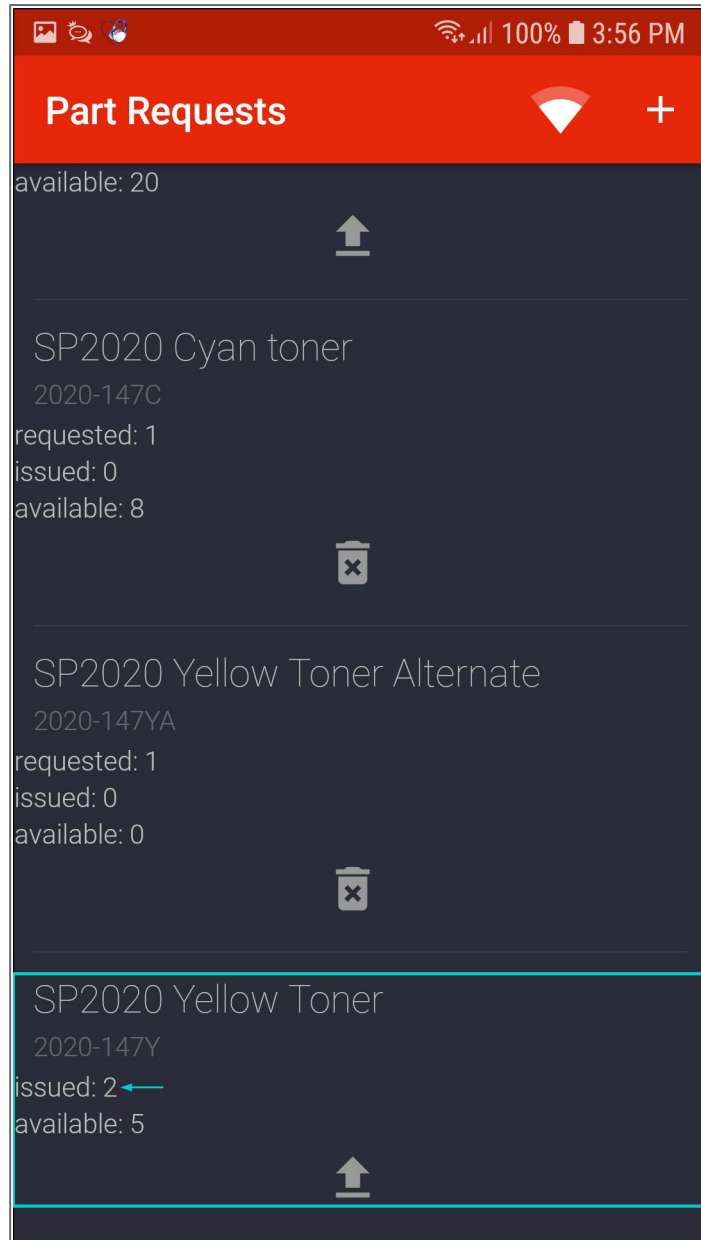 100% 3:56 PM
Part Requests +
available: 20
SP2020 Cyan toner
2020-147C
requested: 1
issued: 0
available: 8
SP2020 Yellow Toner Alternate
2020-147YA
requested: 1
issued: 0
available: 0
SP2020 Yellow Toner
2020-147Y
issued: 2
available: 5